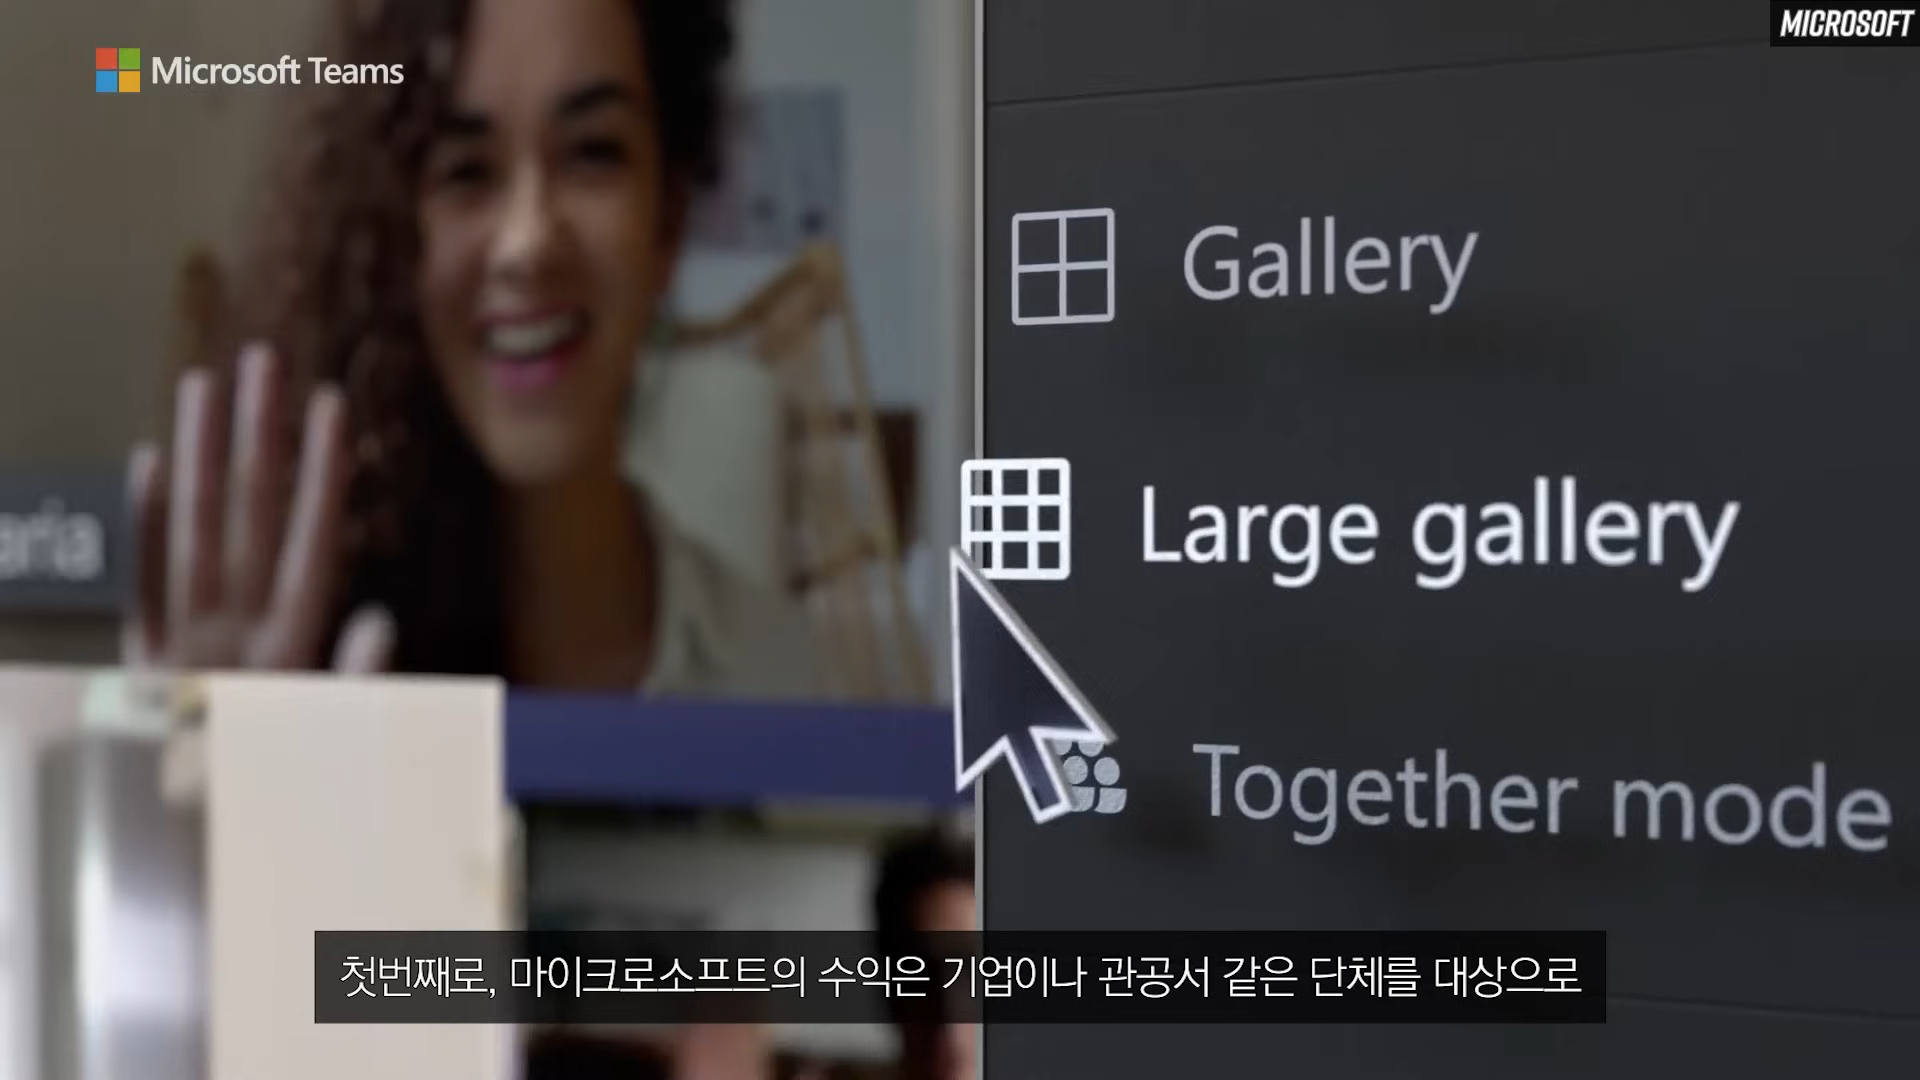 MICROSOFT
Microsoft Teams
Gallery
Large gallery
aria
Together mode
첫번째로, 마이크로소프트의 수익은 기업이나 관공서 같은 단체를 대상으로